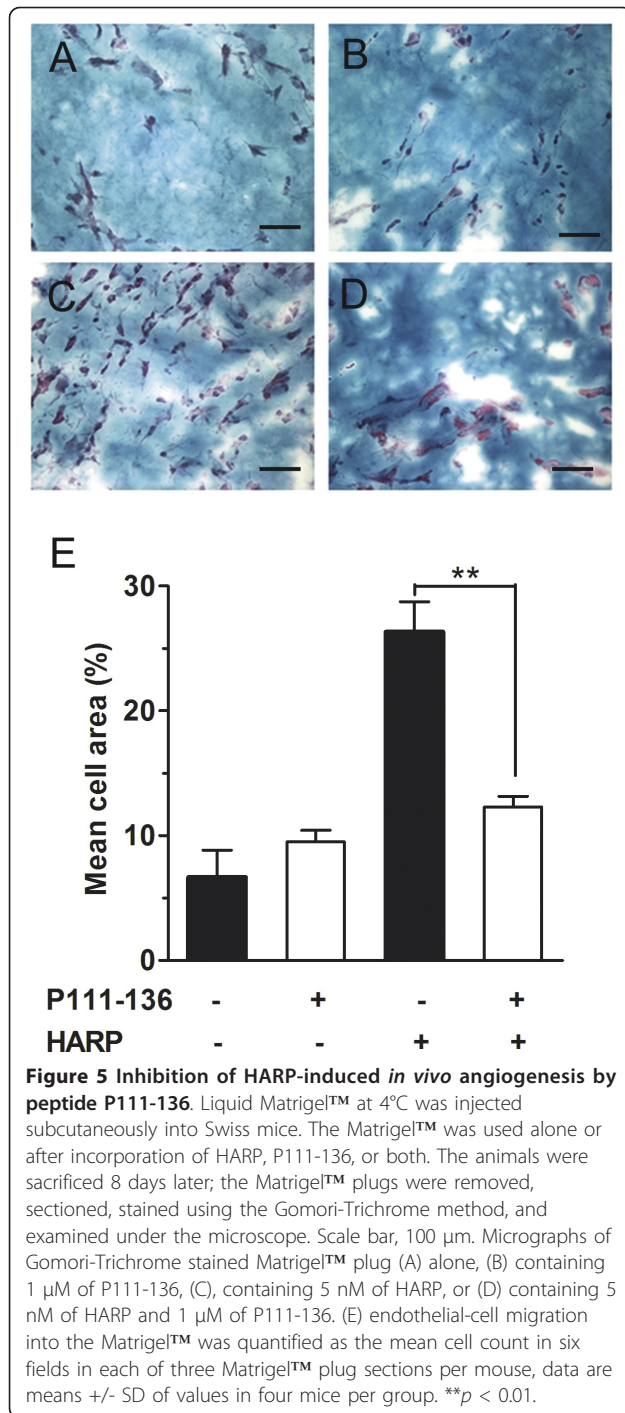 A
B
C
D
E
**
30
20
10
0
Mean cell area (%)
P111-136 - + - +
HARP - - + +
Figure 5 Inhibition of HARP-induced in vivo angiogenesis by
peptide P111-136. Liquid Matrigel™ at 4°C was injected
subcutaneously into Swiss mice. The Matrigel™ was used alone or
after incorporation of HARP, P111-136, or both. The animals were
sacrificed 8 days later; the Matrigel™ plugs were removed,
sectioned, stained using the Gomori-Trichrome method, and
examined under the microscope. Scale bar, 100 μm. Micrographs of
Gomori-Trichrome stained Matrigel™ plug (A) alone, (B) containing
1 μM of P111-136, (C), containing 5 nM of HARP, or (D) containing 5
nM of HARP and 1 μM of P111-136. (E) endothelial-cell migration
into the Matrigel™ was quantified as the mean cell count in six
fields in each of three Matrigel™ plug sections per mouse, data are
means +/- SD of values in four mice per group. **p < 0.01.